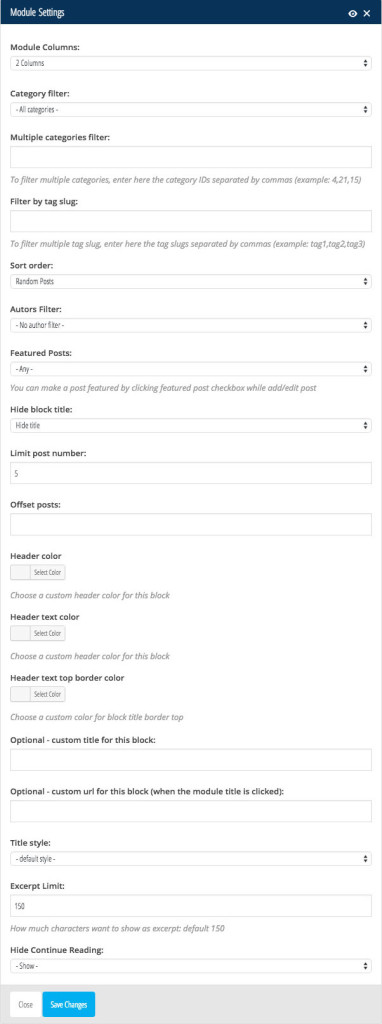 Module Settings
Module Columns:
2 Columns
Category filter:
- All categories -
Multiple categories filter:
To filter multiple categories, enter here the category IDs separated by commas (example: 4,21,15)
Filter by tag slug:
To filter multiple tag slug, enter here the tag slugs separated by commas (example: tag1,tag2,tag3)
Sort order:
Random Posts
Autors Filter:
- No author filter -
Featured Posts:
- Any -
You can make a post featured by clicking featured post checkbox while add/edit post
Hide block title:
Hide title
Limit post number:
5
Offset posts:
Header color
Select Color
Choose a custom header color for this block
Header text color
Select Color
Choose a custom header color for this block
Header text top border color
Select Color
Choose a custom color for block title border top
Optional - custom title for this block:
Optional - custom url for this block (when the module title is clicked):
Title style:
- default style -
Excerpt Limit:
150
How much characters want to show as excerpt: default 150
Hide Continue Reading:
- Show -
Close
Save Changes